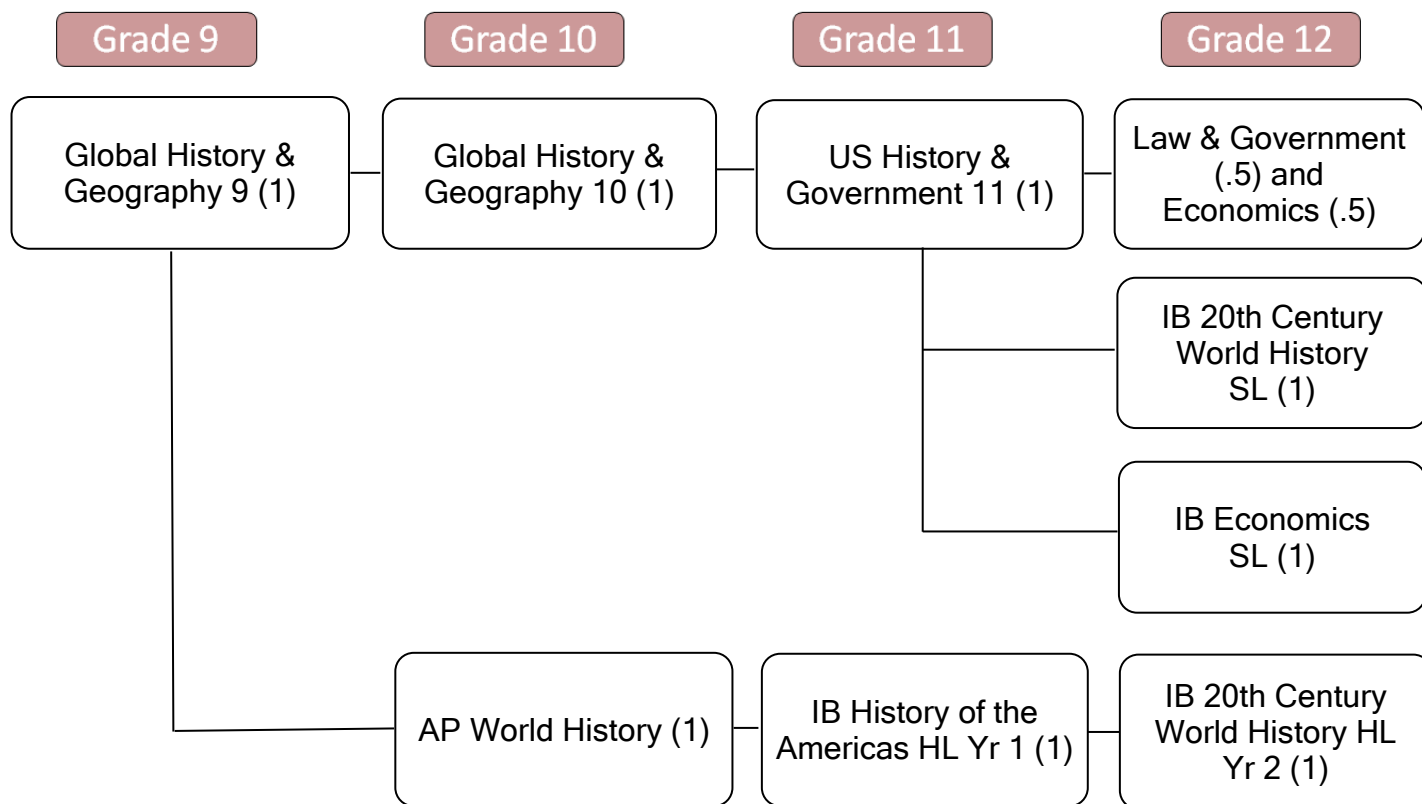 Grade 9
Grade 10
Grade 11
Grade 12
Global History &
Geography 9 (1)
Global History &
Geography 10 (1)
US History &
Government 11 (1)
Law & Government
(.5) and
Economics (.5)
IB 20th Century
World History
SL (1)
IB Economics
SL (1)
AP World History (1)
IB History of the
Americas HL Yr 1 (1)
IB 20th Century
World History HL
Yr 2 (1)